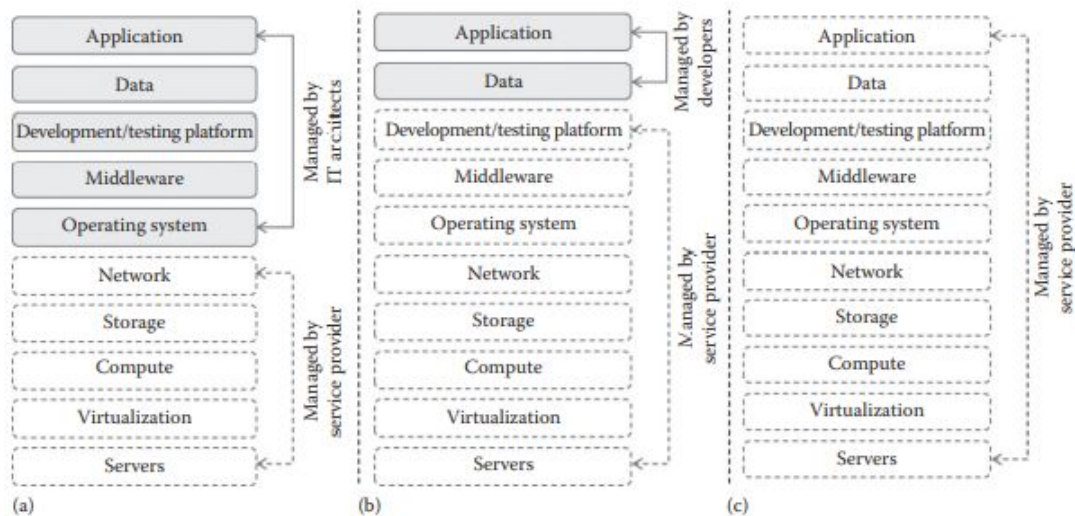 Application
Data
Development/testing platform
Middleware
Operating system
Network
Storage
Compute
Virtualization
Servers
Managed by
IT architects
Managed by
service provider
(a)
Application
Data
Development/testing platform
Middleware
Operating system
Network
Storage
Compute
Virtualization
Servers
Managed by
developers
Managed by
service provider
(b)
Application
Data
Development/testing platform
Middleware
Operating system
Network
Storage
Compute
Virtualization
Servers
Managed by
service provider
(c)